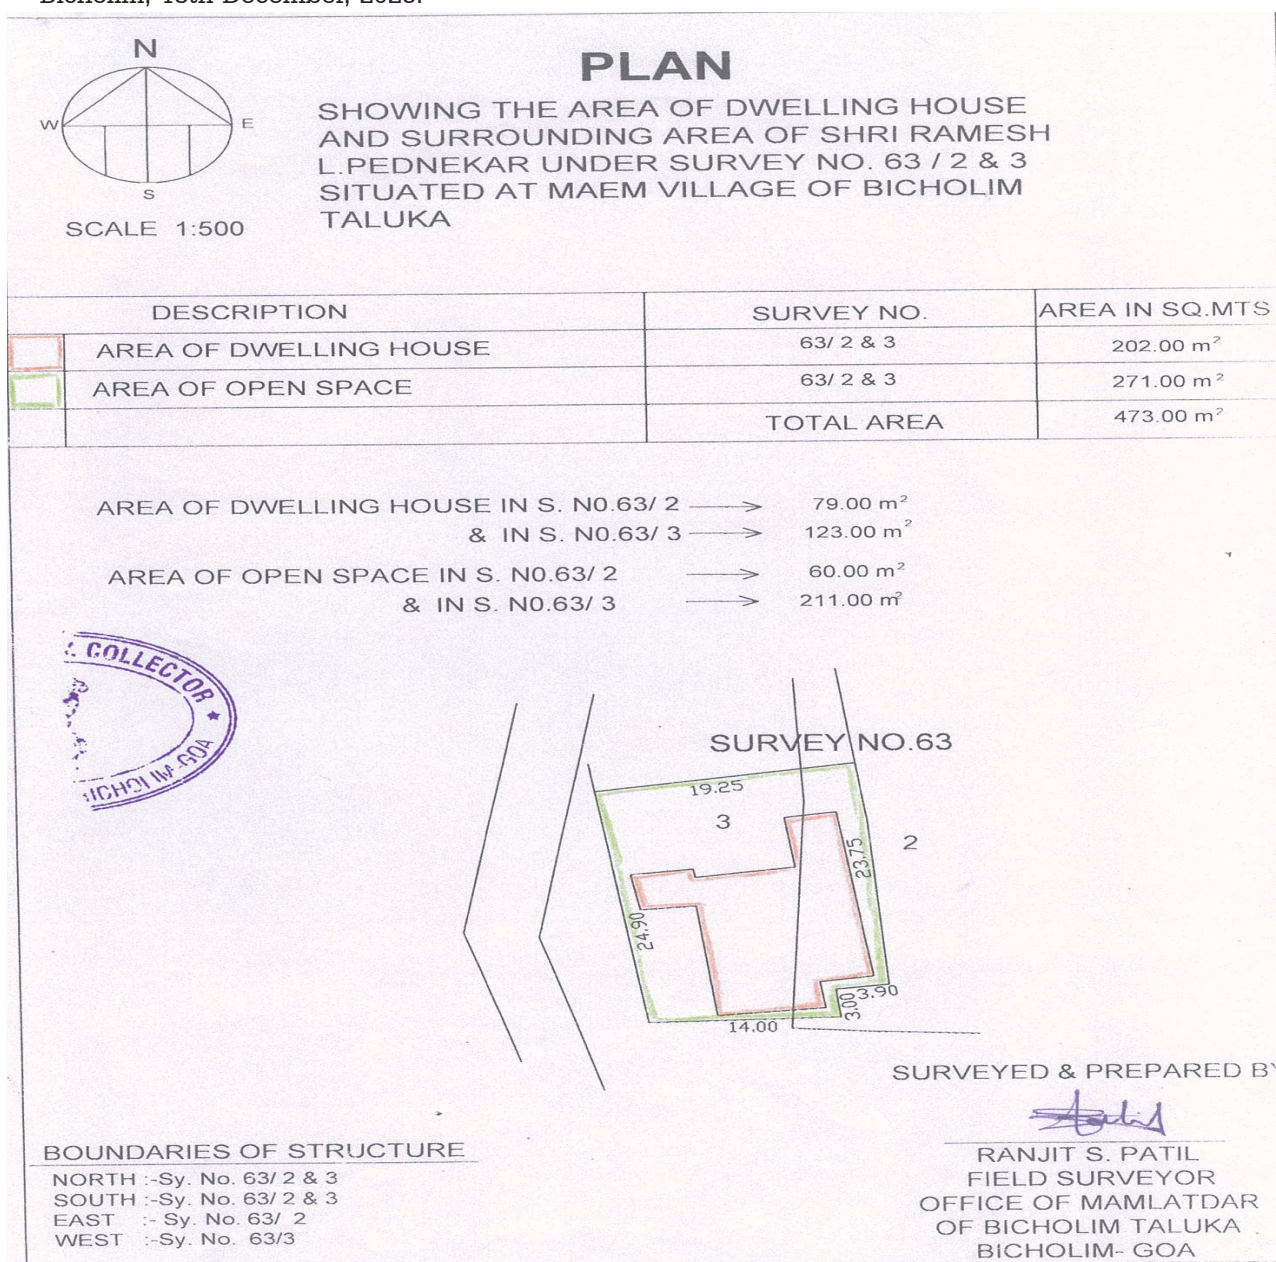 Bicholim, 18th December, 2023.
N
W E
S
SCALE 1:500
PLAN
SHOWING THE AREA OF DWELLING HOUSE
AND SURROUNDING AREA OF SHRI RAMESH
L.PEDNEKAR UNDER SURVEY NO. 63 / 2 & 3
SITUATED AT MAEM VILLAGE OF BICHOLIM
TALUKA
DESCRIPTION SURVEY NO. AREA IN SQ.MTS
AREA OF DWELLING HOUSE 63/ 2 & 3 202.00 m²
AREA OF OPEN SPACE 63/ 2 & 3 271.00 m²
TOTAL AREA 473.00 m²
AREA OF DWELLING HOUSE IN S. N0.63/ 2 79.00 m²
& IN S. N0.63/ 3 123.00 m²
AREA OF OPEN SPACE IN S. N0.63/ 2 60.00 m²
& IN S. N0.63/ 3 211.00 m²
COLLECTOR ★
BICHOLIM-GOA
SURVEY NO.63
19.25
3
2
23.75
24.90
3.90
3.00
14.00
SURVEYED & PREPARED BY
RANJIT S. PATIL
FIELD SURVEYOR
OFFICE OF MAMLATDAR
OF BICHOLIM TALUKA
BICHOLIM- GOA
BOUNDARIES OF STRUCTURE
NORTH :-Sy. No. 63/ 2 & 3
SOUTH :-Sy. No. 63/ 2 & 3
EAST :- Sy. No. 63/ 2
WEST :-Sy. No. 63/3